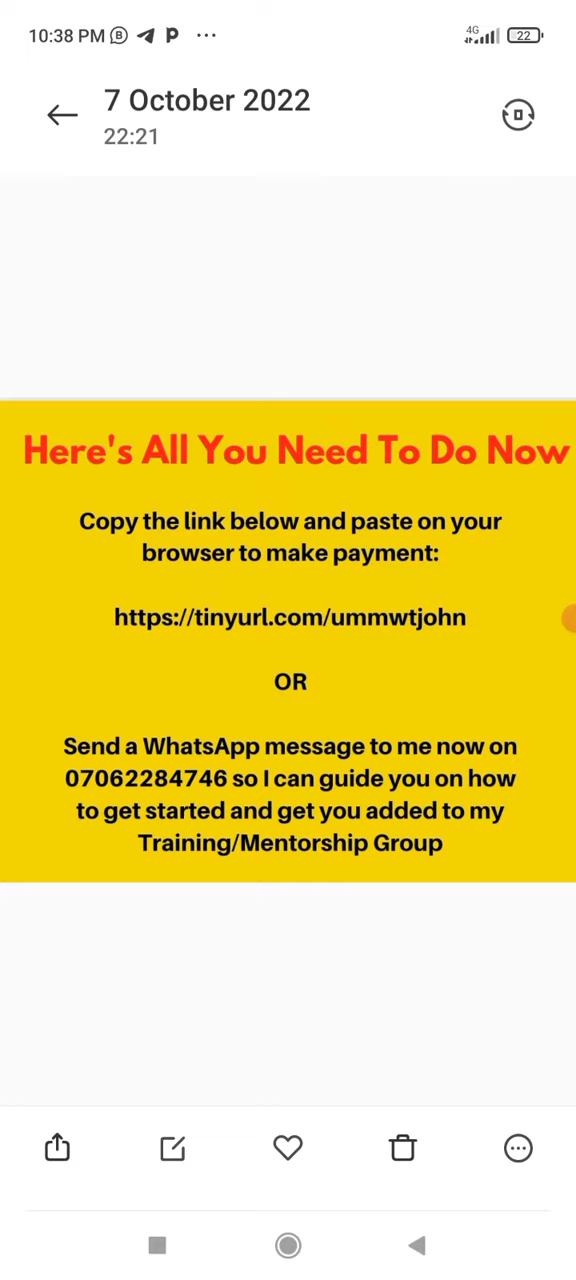 10:38 PM
4G
22
7 October 2022
22:21
Here's All You Need To Do Now
Copy the link below and paste on your
browser to make payment:
https://tinyurl.com/ummwtjohn
OR
Send a WhatsApp message to me now on
07062284746 so I can guide you on how
to get started and get you added to my
Training/Mentorship Group